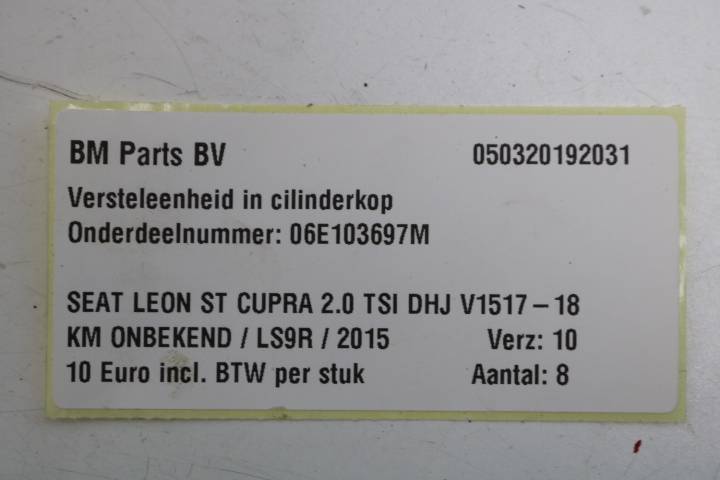 BM Parts BV 050320192031
Versteleenheid in cilinderkop
Onderdeelnummer: 06E103697M
SEAT LEON ST CUPRA 2.0 TSI DHJ V1517 – 18
KM ONBEKEND / LS9R / 2015 Verz: 10
10 Euro incl. BTW per stuk Aantal: 8